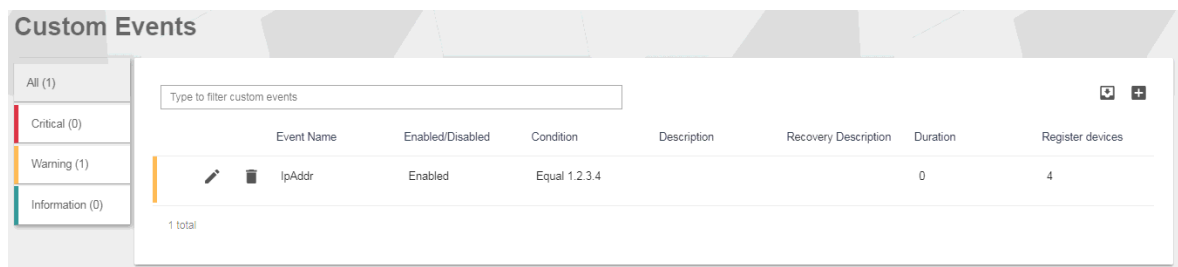 Custom Events
All (1)
Critical (0)
Warning (1)
Information (0)
Type to filter custom events
Event Name Enabled/Disabled Condition Description Recovery Description Duration Register devices
IpAddr Enabled Equal 1.2.3.4 0 4
1 total